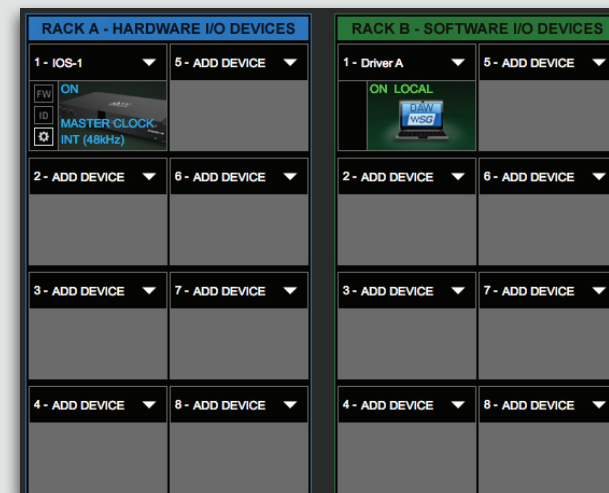 RACK A - HARDWARE I/O DEVICES
1 - IOS-1
5 - ADD DEVICE
FW
ID
ON
MASTER CLOCK
INT (48kHz)
2 - ADD DEVICE
6 - ADD DEVICE
3 - ADD DEVICE
7 - ADD DEVICE
4 - ADD DEVICE
8 - ADD DEVICE
RACK B - SOFTWARE I/O DEVICES
1 - Driver A
5 - ADD DEVICE
ON LOCAL
DAW
WSG
2 - ADD DEVICE
6 - ADD DEVICE
3 - ADD DEVICE
7 - ADD DEVICE
4 - ADD DEVICE
8 - ADD DEVICE